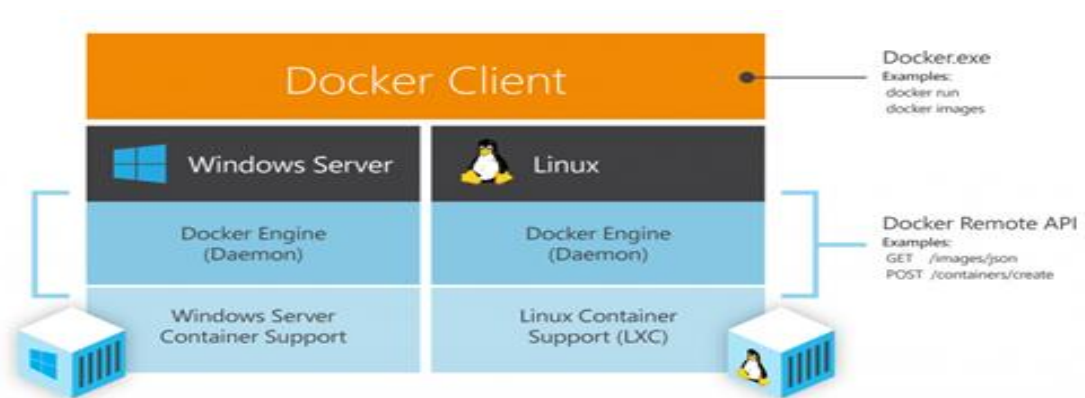 Docker Client
Docker.exe
Examples:
docker run
docker images
Windows Server
Linux
Docker Engine
(Daemon)
Docker Engine
(Daemon)
Docker Remote API
Examples:
GET /images/json
POST /containers/create
Windows Server
Container Support
Linux Container
Support (LXC)